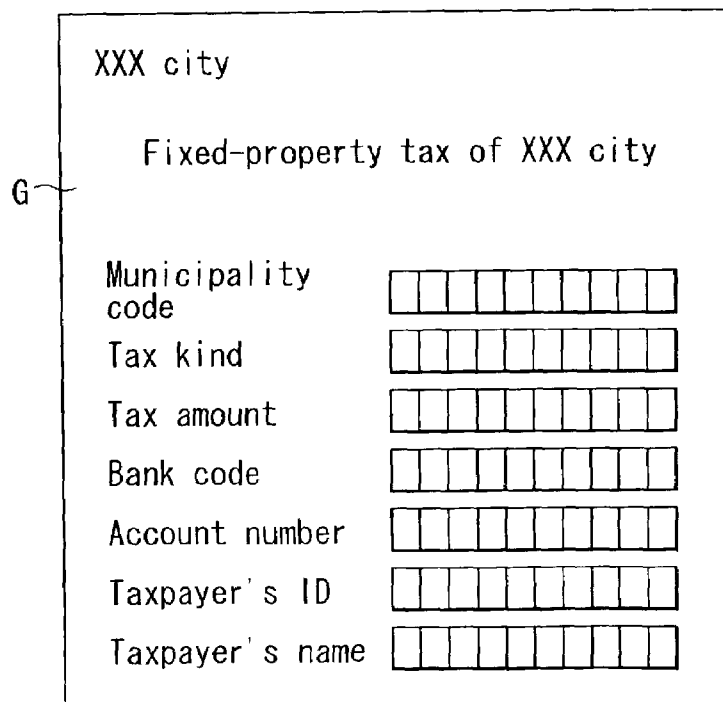 XXX city
Fixed-property tax of XXX city
G
Municipality
code
Tax kind
Tax amount
Bank code
Account number
Taxpayer's ID
Taxpayer's name